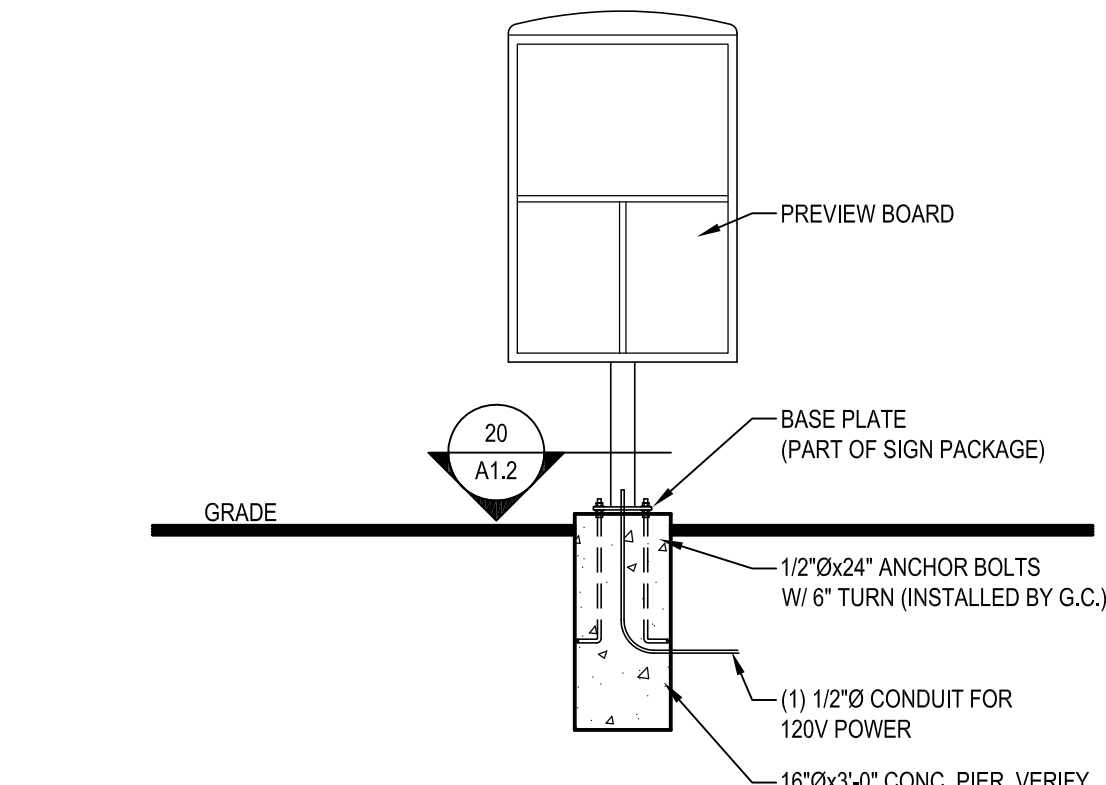 PREVIEW BOARD
BASE PLATE
(PART OF SIGN PACKAGE)
20
A1.2
GRADE
1/2"Øx24" ANCHOR BOLTS
W/ 6" TURN (INSTALLED BY G.C.)
(1) 1/2"Ø CONDUIT FOR
120V POWER
16"Øx3'-0" CONC. PIER. VERIFY